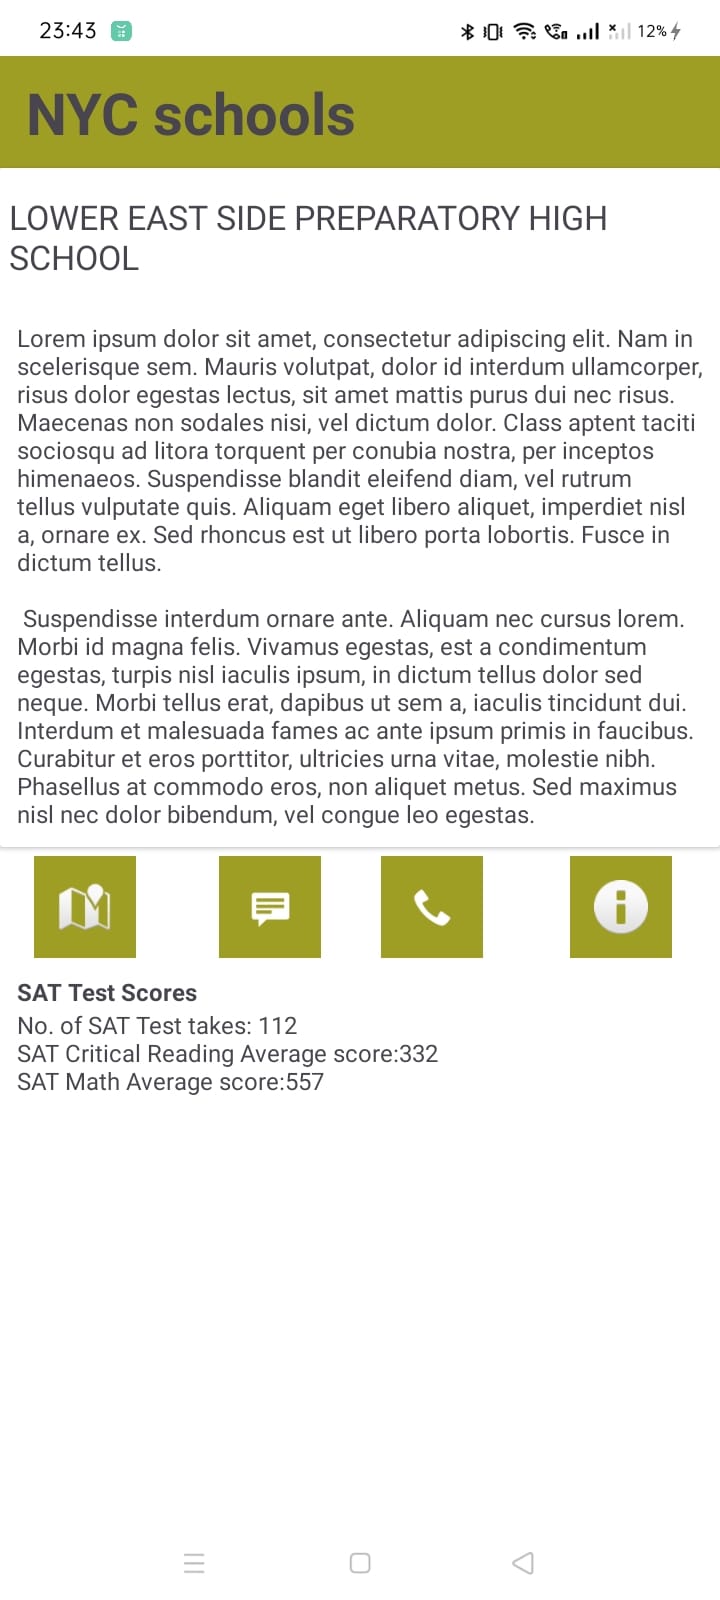 23:43
12%
NYC schools
LOWER EAST SIDE PREPARATORY HIGH
SCHOOL
Lorem ipsum dolor sit amet, consectetur adipiscing elit. Nam in
scelerisque sem. Mauris volutpat, dolor id interdum ullamcorper,
risus dolor egestas lectus, sit amet mattis purus dui nec risus.
Maecenas non sodales nisi, vel dictum dolor. Class aptent taciti
sociosqu ad litora torquent per conubia nostra, per inceptos
himenaeos. Suspendisse blandit eleifend diam, vel rutrum
tellus vulputate quis. Aliquam eget libero aliquet, imperdiet nisl
a, ornare ex. Sed rhoncus est ut libero porta lobortis. Fusce in
dictum tellus.
Suspendisse interdum ornare ante. Aliquam nec cursus lorem.
Morbi id magna felis. Vivamus egestas, est a condimentum
egestas, turpis nisl iaculis ipsum, in dictum tellus dolor sed
neque. Morbi tellus erat, dapibus ut sem a, iaculis tincidunt dui.
Interdum et malesuada fames ac ante ipsum primis in faucibus.
Curabitur et eros porttitor, ultricies urna vitae, molestie nibh.
Phasellus at commodo eros, non aliquet metus. Sed maximus
nisl nec dolor bibendum, vel congue leo egestas.
SAT Test Scores
No. of SAT Test takes: 112
SAT Critical Reading Average score:332
SAT Math Average score:557